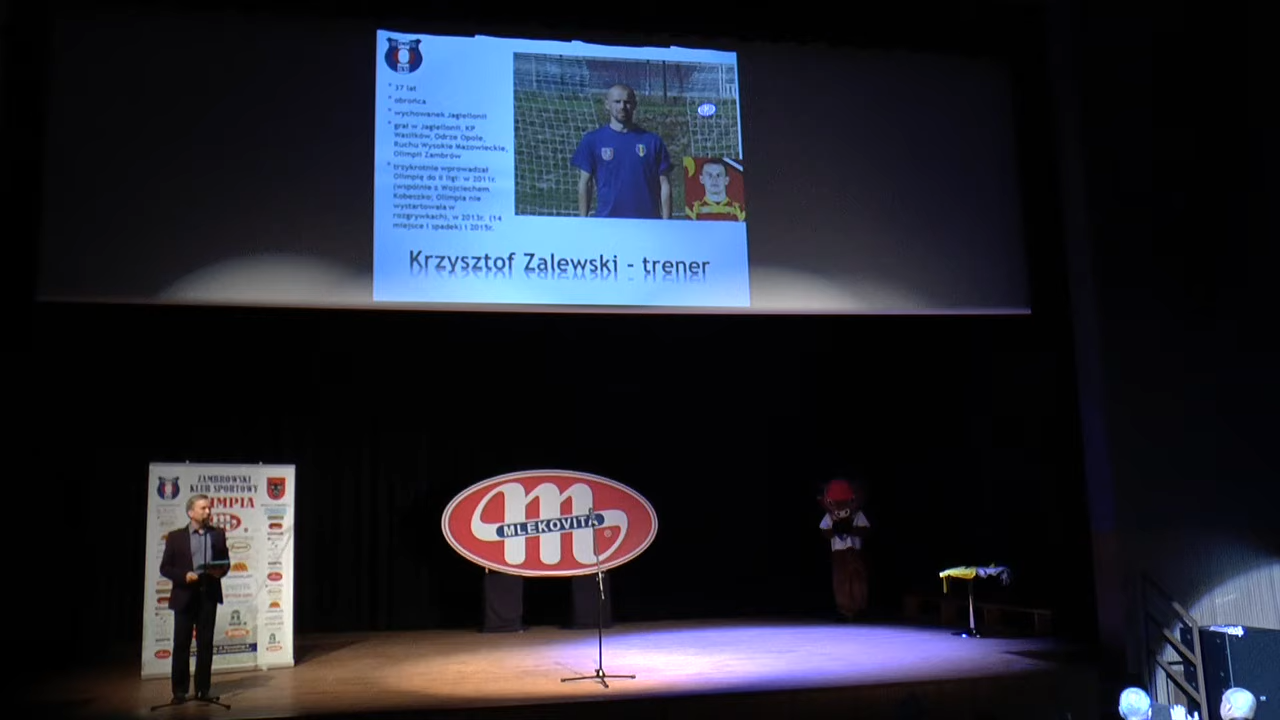 * 37 lat
* obrońca
* wychowanek Jagiellonii
* grał w Jagiellonii, KP
Wasilków, Odrze Opole,
Ruchu Wysokie Mazowieckie,
Olimpii Zambrów
* trzykrotnie wprowadzał
Olimpię do II ligi: w 2011r.
(wspólnie z Wojciechem
Kobeszko; Olimpia nie
wystartowała w
rozgrywkach), w 2013r. (14
miejsce i spadek) i 2015r.
Krzysztof Zalewski - trener
ZAMBROWSKI
KLUB SPORTOWY
MLEKOVITA
®